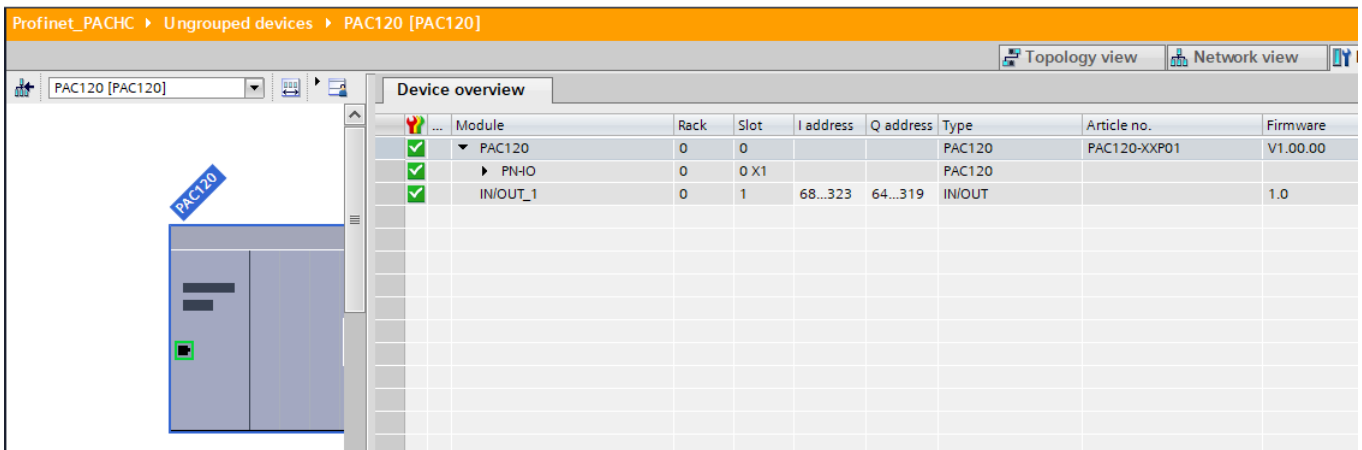 Profinet_PACHC ▸ Ungrouped devices ▸ PAC120 [PAC120]
Topology view Network view
PAC120 [PAC120] Device overview
... Module Rack Slot I address Q address Type Article no. Firmware
PAC120 0 0 PAC120 PAC120-XXP01 V1.00.00
PN-IO 0 0 X1 PAC120
IN/OUT_1 0 1 68...323 64...319 IN/OUT 1.0
PAC120